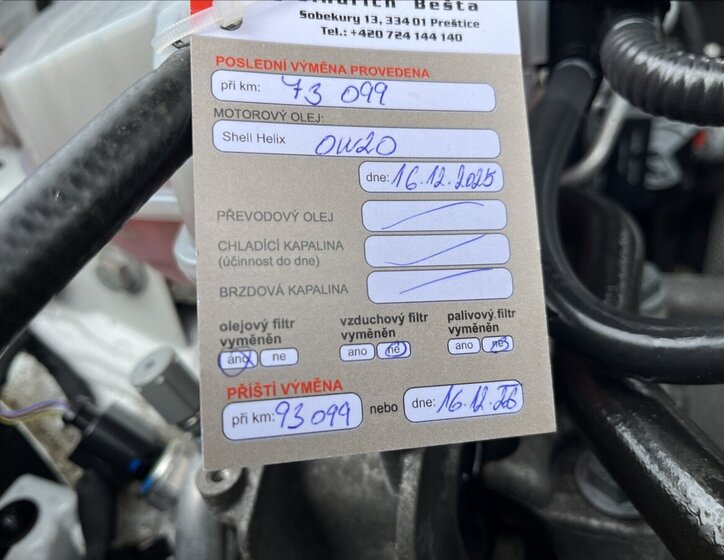 Bešta
Sobekury 13, 334 01 Přeštice
Tel.: +420 724 144 140
POSLEDNÍ VÝMĚNA PROVEDENA
při km: 73 099
MOTOROVÝ OLEJ:
Shell Helix 0W20
dne: 16.12.2025
PŘEVODOVÝ OLEJ
CHLADÍCÍ KAPALINA
(účinnost do dne)
BRZDOVÁ KAPALINA
olejový filtr vyměněn
ano ne
vzduchový filtr vyměněn
ano ne
palivový filtr vyměněn
ano ne
PŘÍŠTÍ VÝMĚNA
při km: 93 099 nebo dne: 16.12.26